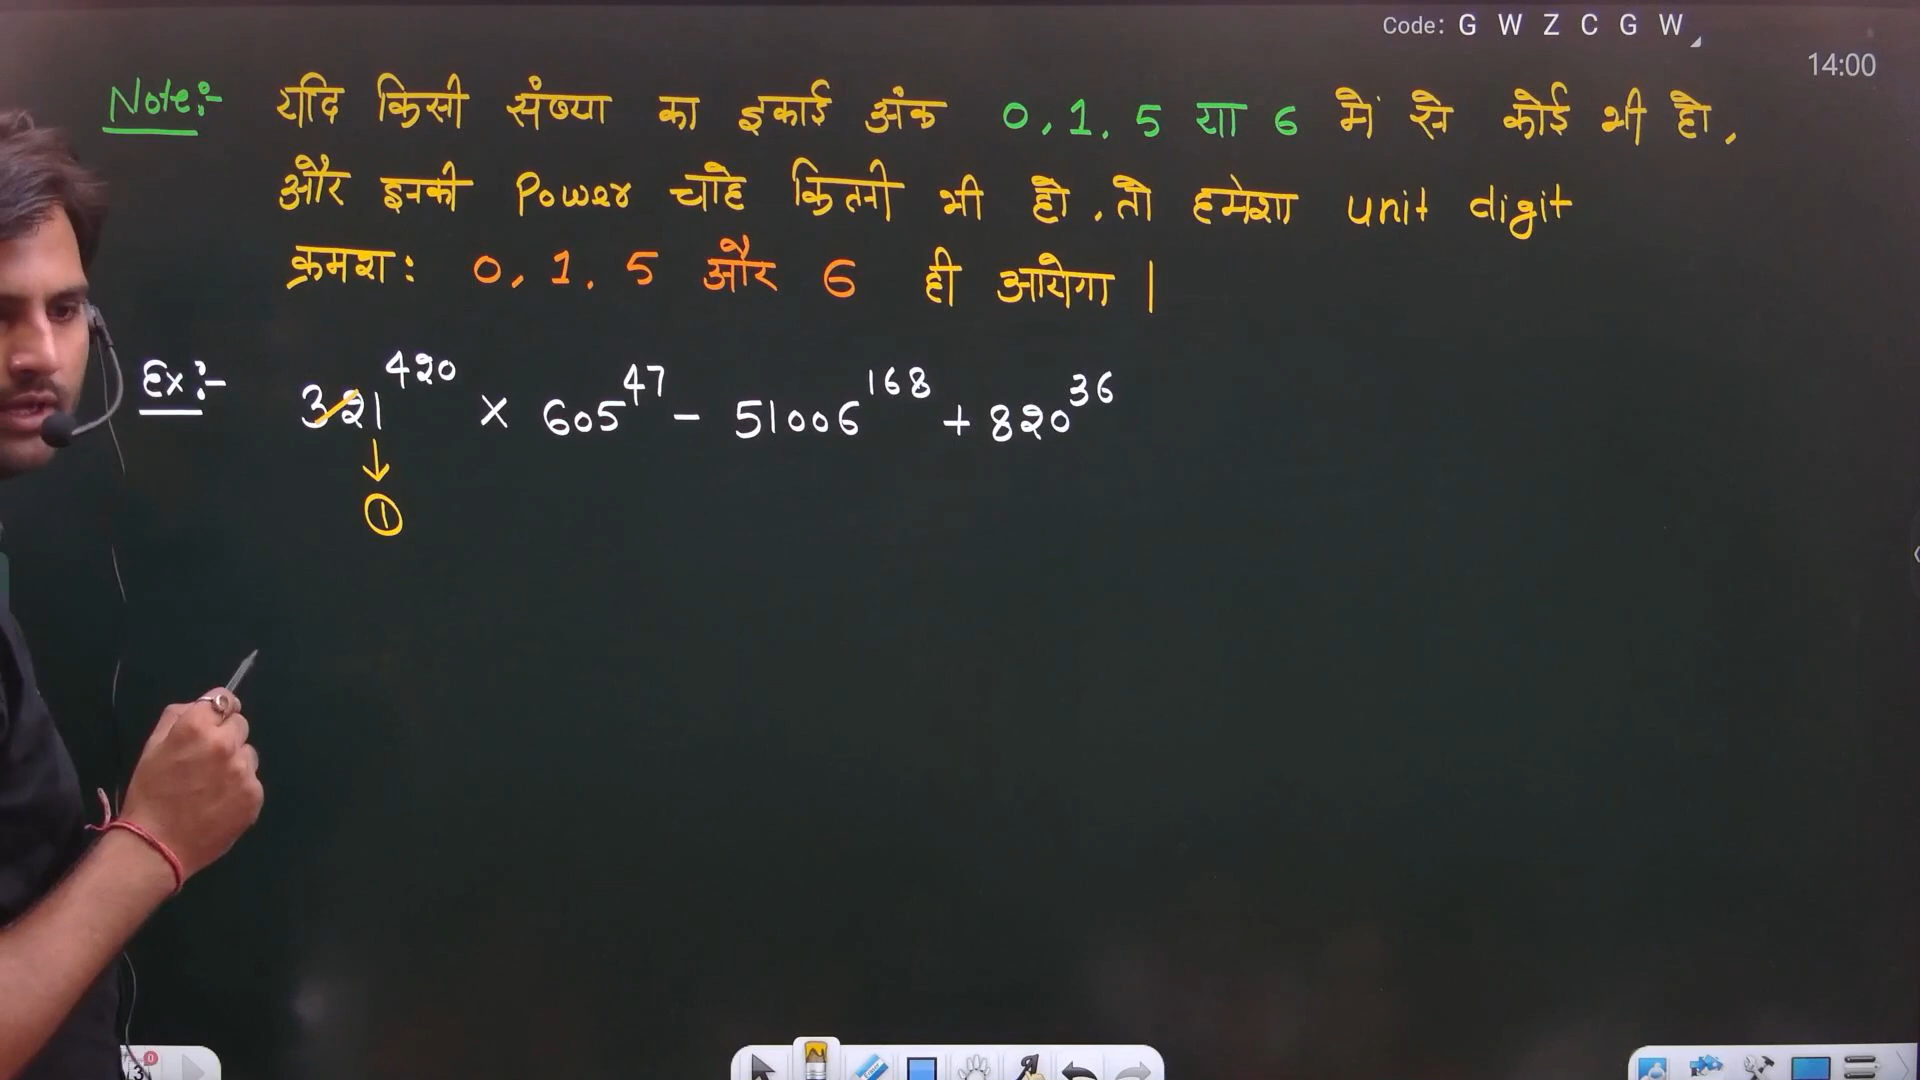 Code: G W Z C G W
14:00
Note:- यदि किसी संख्या का इकाई अंक 0, 1, 5 या 6 में से कोई भी हो,
और इनकी Power चाहे कितनी भी हो, तो हमेशा unit digit
क्रमशः 0, 1, 5 और 6 ही आयेगा |
Ex:- 321^420 × 605^47 - 51006^168 + 820^36
↓
①